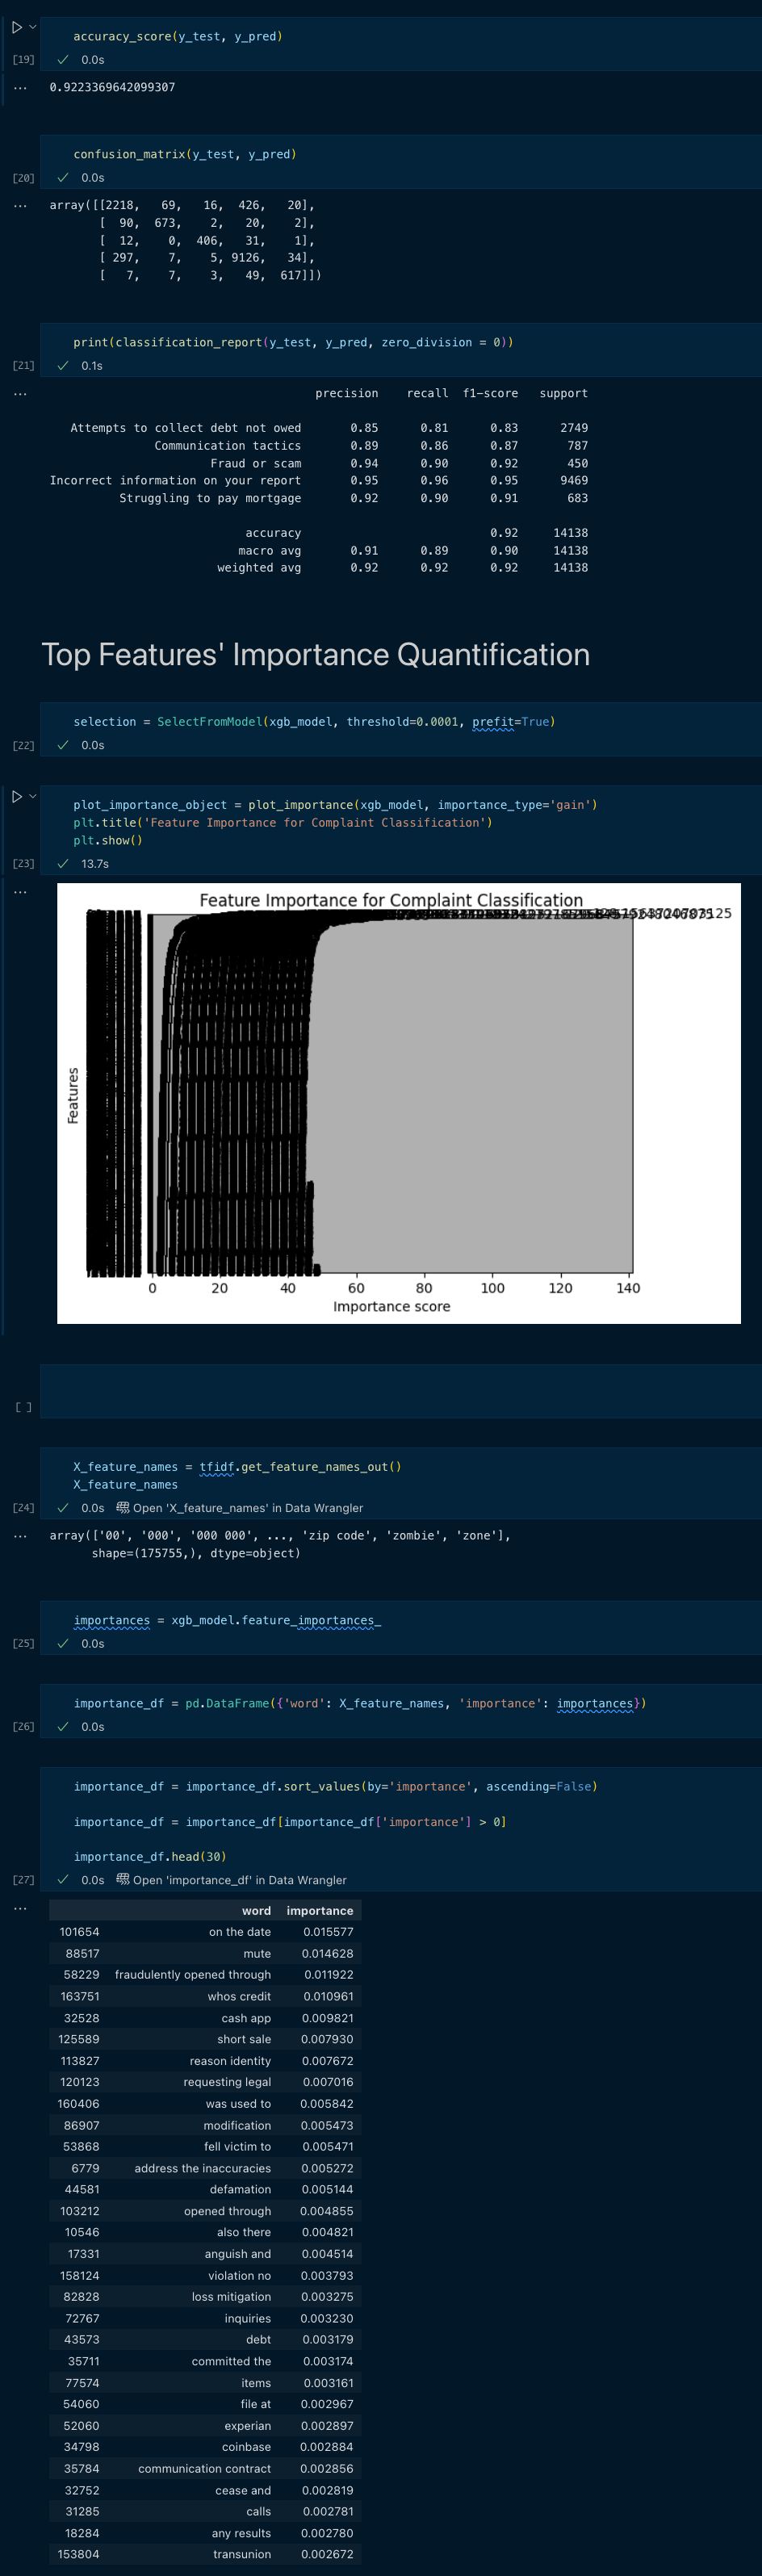 accuracy_score(y_test, y_pred)
[19] 0.0s
0.9223369642099307
confusion_matrix(y_test, y_pred)
[20] 0.0s
array([[2218, 69, 16, 426, 20],
[ 90, 673, 2, 20, 2],
[ 12, 0, 406, 31, 1],
[ 297, 7, 5, 9126, 34],
[ 7, 7, 3, 49, 617]])
print(classification_report(y_test, y_pred, zero_division = 0))
[21] 0.1s
precision recall f1-score support
Attempts to collect debt not owed 0.85 0.81 0.83 2749
Communication tactics 0.89 0.86 0.87 787
Fraud or scam 0.94 0.90 0.92 450
Incorrect information on your report 0.95 0.96 0.95 9469
Struggling to pay mortgage 0.92 0.90 0.91 683
accuracy 0.92 14138
macro avg 0.91 0.89 0.90 14138
weighted avg 0.92 0.92 0.92 14138
Top Features' Importance Quantification
selection = SelectFromModel(xgb_model, threshold=0.0001, prefit=True)
[22] 0.0s
plot_importance_object = plot_importance(xgb_model, importance_type='gain')
plt.title('Feature Importance for Complaint Classification')
plt.show()
[23] 13.7s
Feature Importance for Complaint Classification
Features
0 20 40 60 80 100 120 140
Importance score
[ ]
X_feature_names = tfidf.get_feature_names_out()
X_feature_names
[24] 0.0s Open 'X_feature_names' in Data Wrangler
array(['00', '000', '000 000', ..., 'zip code', 'zombie', 'zone'],
shape=(175755,), dtype=object)
importances = xgb_model.feature_importances_
[25] 0.0s
importance_df = pd.DataFrame({'word': X_feature_names, 'importance': importances})
[26] 0.0s
importance_df = importance_df.sort_values(by='importance', ascending=False)
importance_df = importance_df[importance_df['importance'] > 0]
importance_df.head(30)
[27] 0.0s Open 'importance_df' in Data Wrangler
word importance
101654 on the date 0.015577
88517 mute 0.014628
58229 fraudulently opened through 0.011922
163751 whos credit 0.010961
32528 cash app 0.009821
125589 short sale 0.007930
113827 reason identity 0.007672
120123 requesting legal 0.007016
160406 was used to 0.005842
86907 modification 0.005473
53868 fell victim to 0.005471
6779 address the inaccuracies 0.005272
44581 defamation 0.005144
103212 opened through 0.004855
10546 also there 0.004821
17331 anguish and 0.004514
158124 violation no 0.003793
82828 loss mitigation 0.003275
72767 inquiries 0.003230
43573 debt 0.003179
35711 committed the 0.003174
77574 items 0.003161
54060 file at 0.002967
52060 experian 0.002897
34798 coinbase 0.002884
35784 communication contract 0.002856
32752 cease and 0.002819
31285 calls 0.002781
18284 any results 0.002780
153804 transunion 0.002672